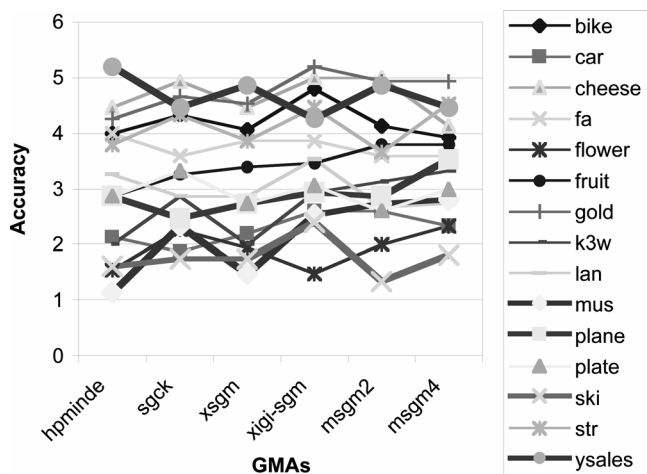 6
5
4
3
2
1
0
Accuracy
hpminde
sgck
xsgm
xigi-sgm
msgm2
msgm4
GMAs
bike
car
cheese
fa
flower
fruit
gold
k3w
lan
mus
plane
plate
ski
str
ysales